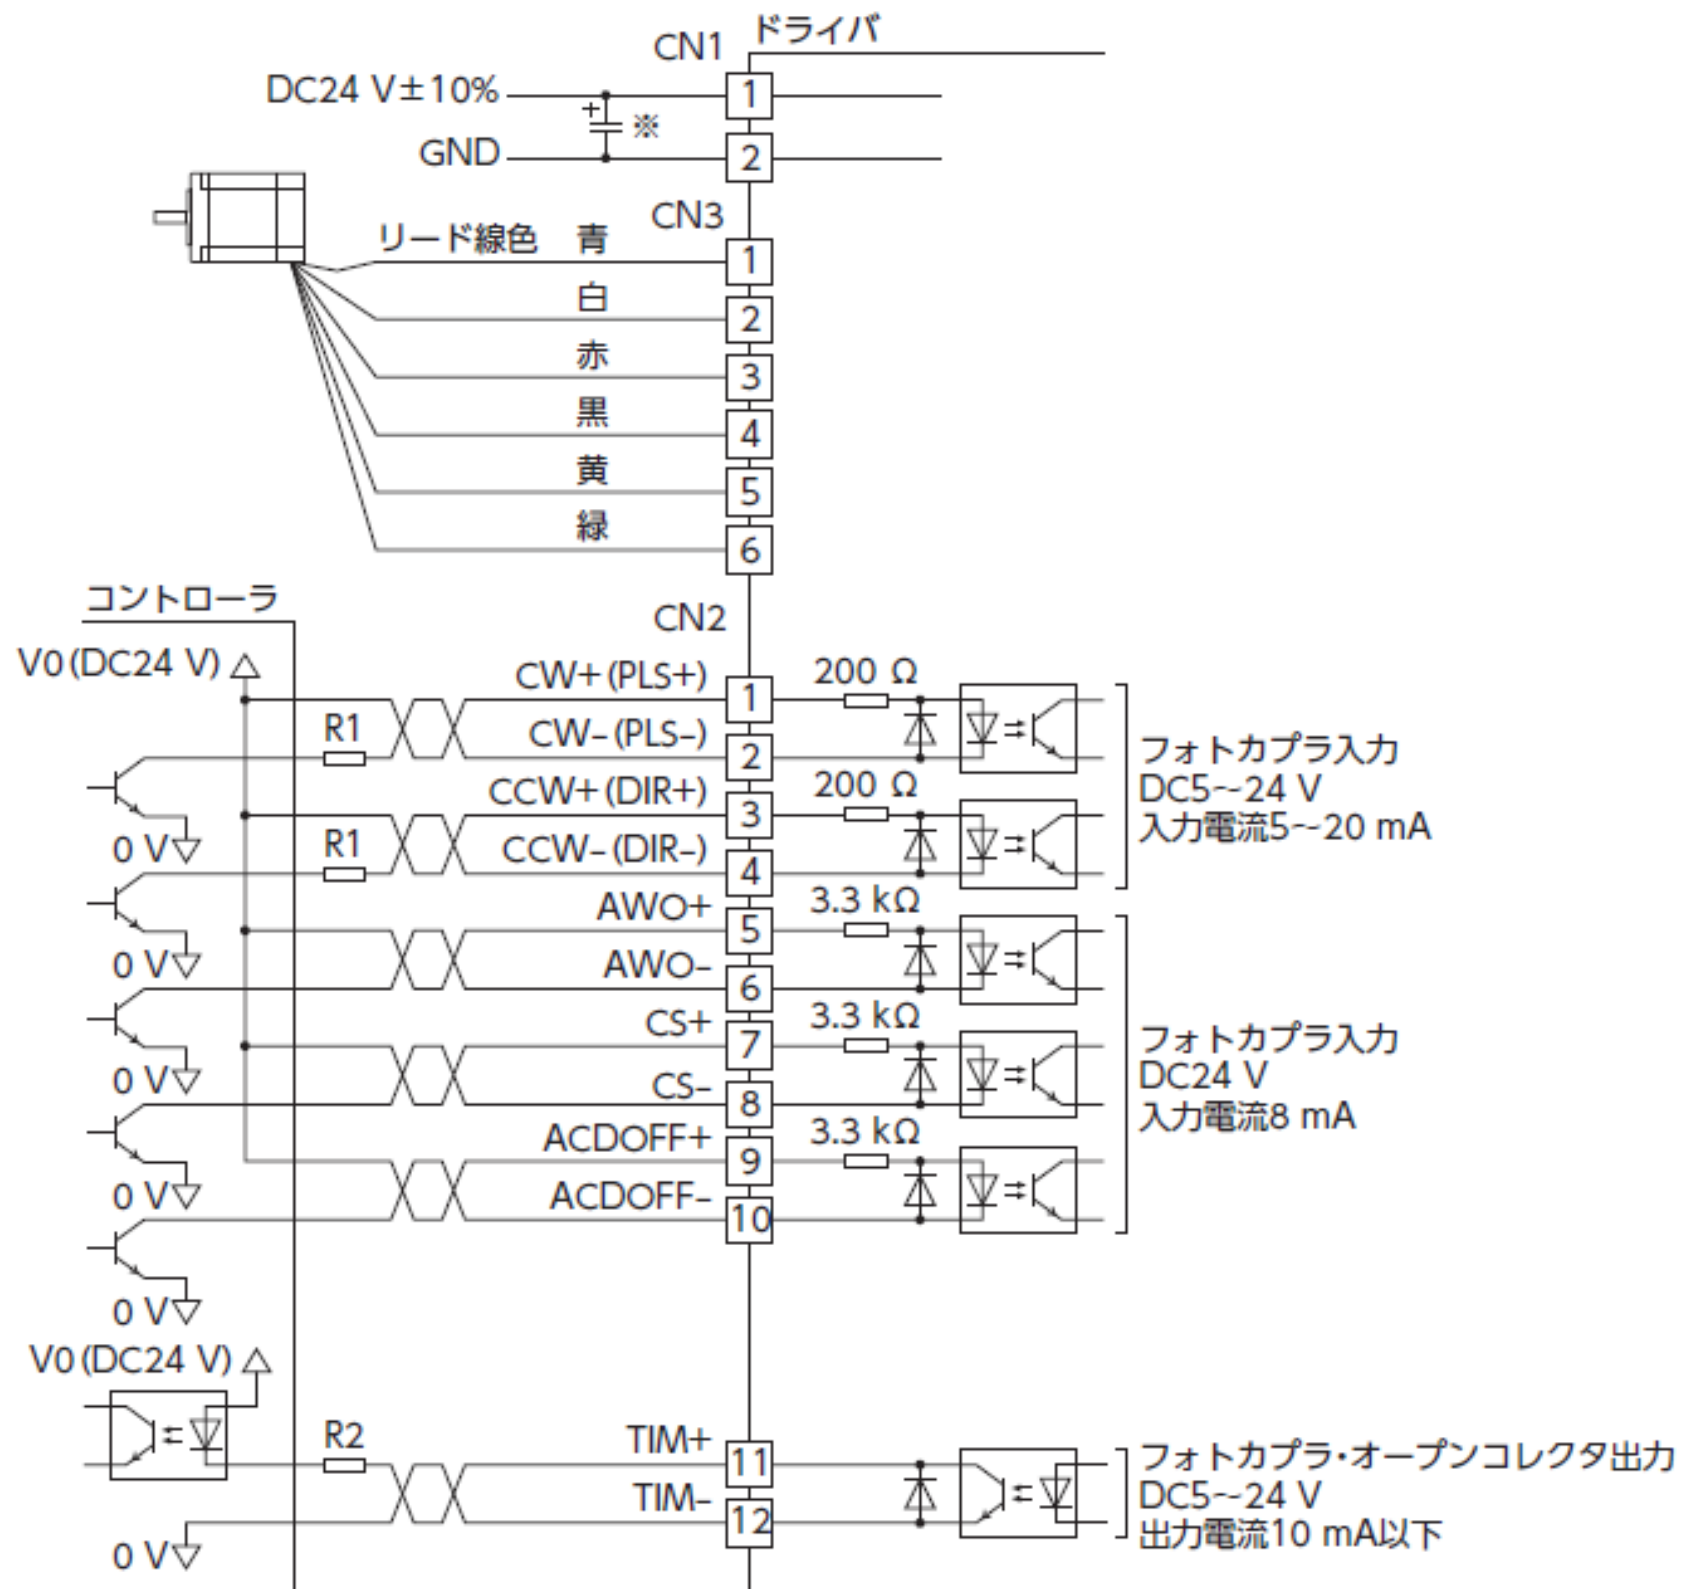 ドライバ
CN1
DC24 V±10%
1
※
GND
2
CN3
リード線色 青
1
白
2
赤
3
黒
4
黄
5
緑
6
コントローラ
CN2
V0(DC24 V)
CW+(PLS+)
1
200 Ω
R1
CW-(PLS-)
2
フォトカプラ入力
DC5~24 V
入力電流5~20 mA
CCW+(DIR+)
3
200 Ω
0 V
R1
CCW-(DIR-)
4
AWO+
5
3.3 kΩ
0 V
AWO-
6
CS+
7
3.3 kΩ
フォトカプラ入力
DC24 V
入力電流8 mA
0 V
CS-
8
ACDOFF+
9
3.3 kΩ
0 V
ACDOFF-
10
0 V
V0(DC24 V)
R2
TIM+
11
フォトカプラ・オープンコレクタ出力
DC5~24 V
出力電流10 mA以下
TIM-
12
0 V